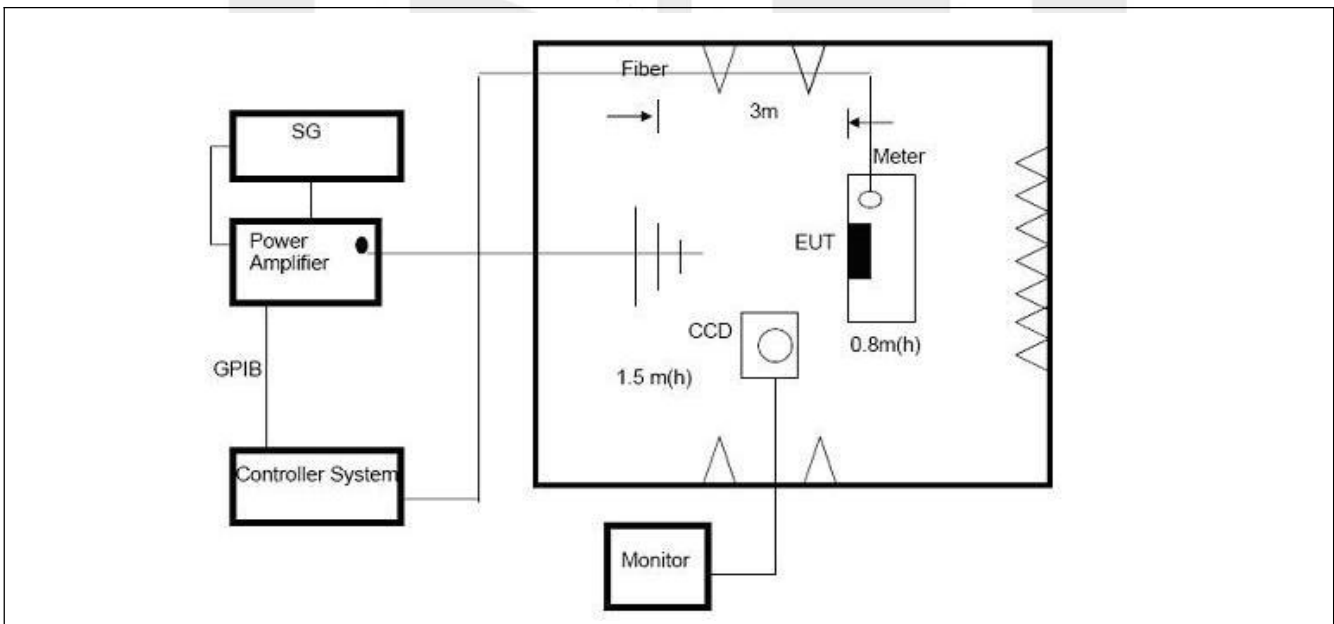 Fiber
3m
SG
Meter
Power
Amplifier
EUT
CCD
0.8m(h)
GPIB
1.5 m(h)
Controller System
Monitor